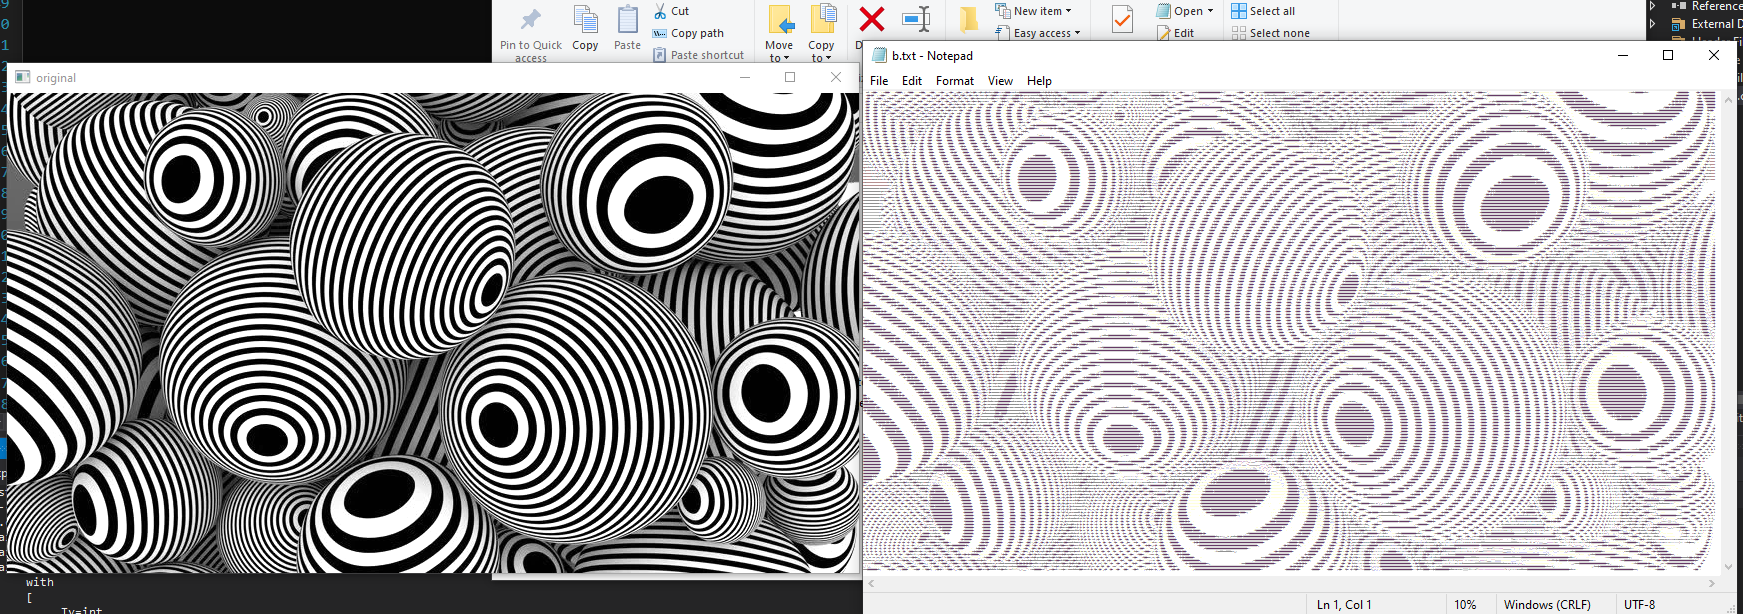 Pin to Quick access
Copy
Paste
Cut
Copy path
Paste shortcut
Move to
Copy to
New item
Easy access
Open
Edit
Select all
Select none
Reference
External D
original
b.txt - Notepad
File Edit Format View Help
with
[
Ty=int
Ln 1, Col 1
10%
Windows (CRLF)
UTF-8